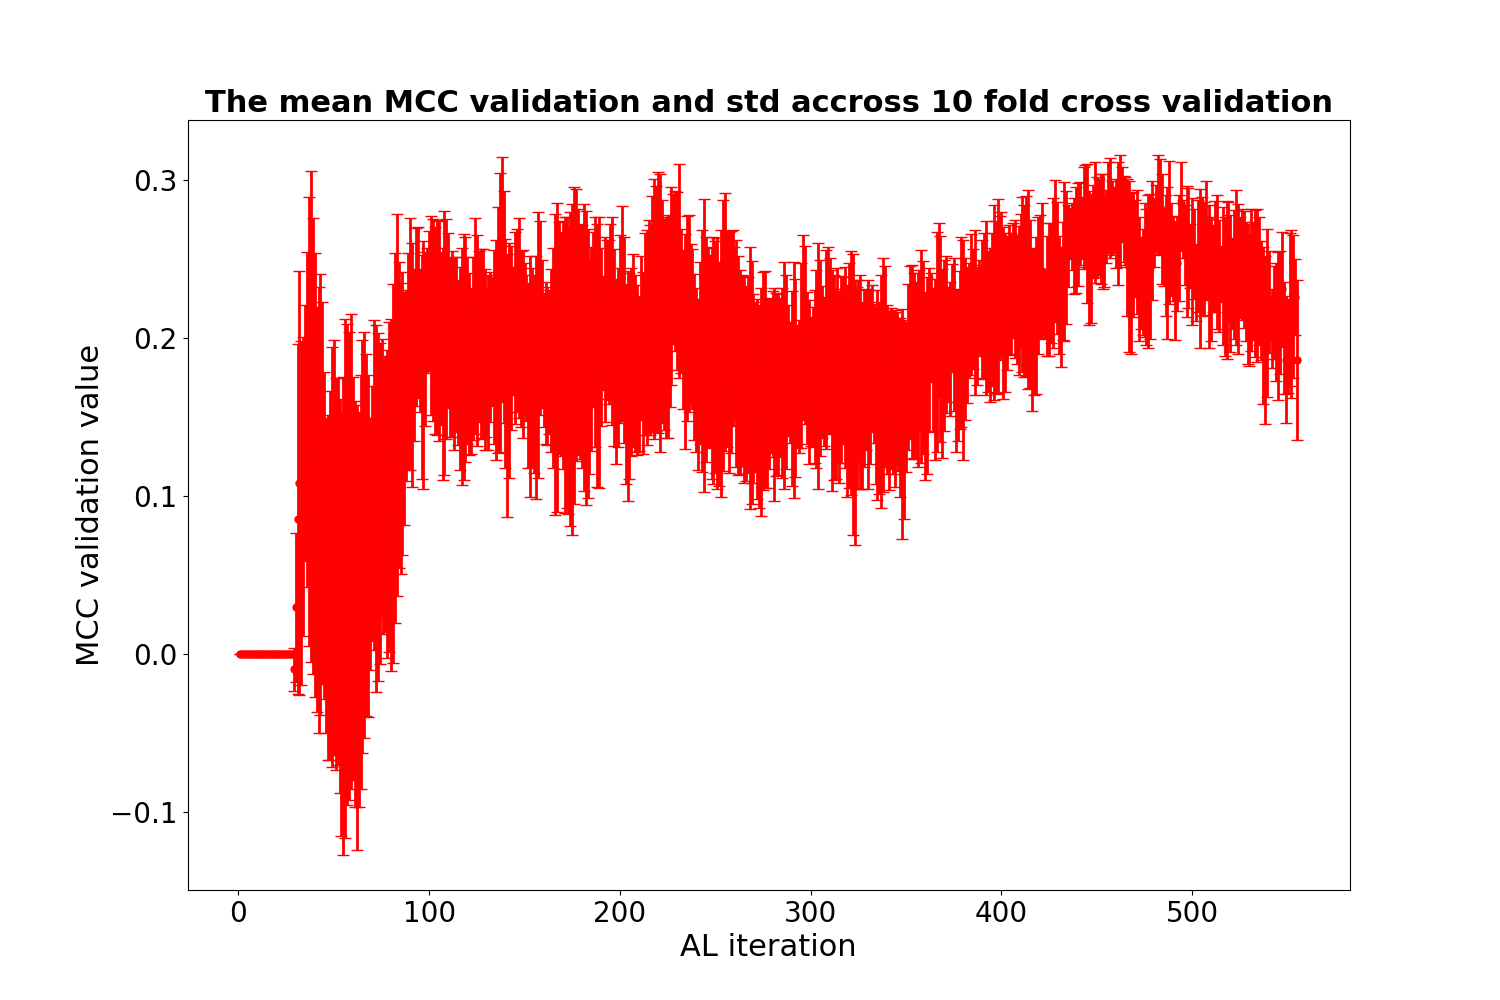 The mean MCC validation and std accross 10 fold cross validation
0.3
0.2
0.1
0.0
−0.1
MCC validation value
0 100 200 300 400 500
AL iteration